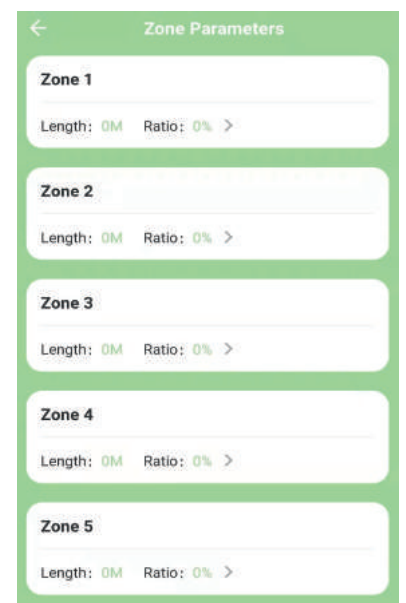 Zone Parameters
Zone 1
Length: 0M Ratio: 0%
Zone 2
Length: 0M Ratio: 0%
Zone 3
Length: 0M Ratio: 0%
Zone 4
Length: 0M Ratio: 0%
Zone 5
Length: 0M Ratio: 0%